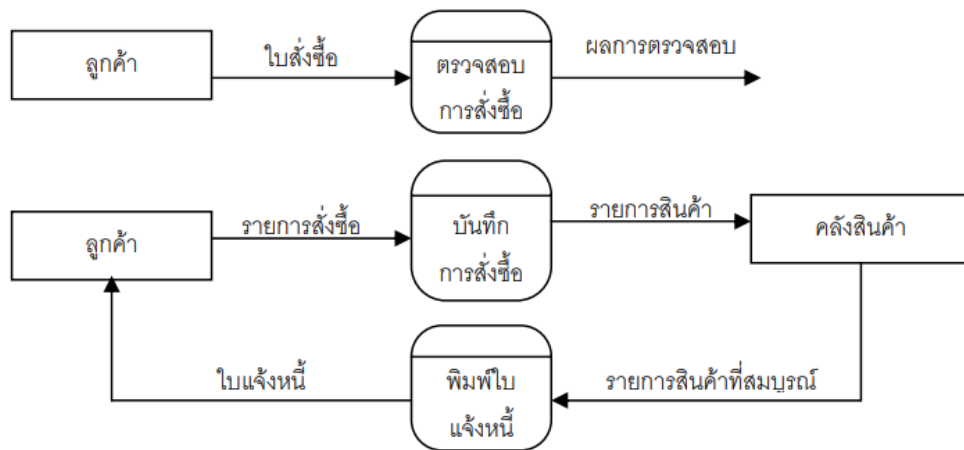 ลูกค้า
ใบสั่งซื้อ
ตรวจสอบ
การสั่งซื้อ
ผลการตรวจสอบ
ลูกค้า
รายการสั่งซื้อ
บันทึก
การสั่งซื้อ
รายการสินค้า
คลังสินค้า
ใบแจ้งหนี้
พิมพ์ใบ
แจ้งหนี้
รายการสินค้าที่สมบูรณ์